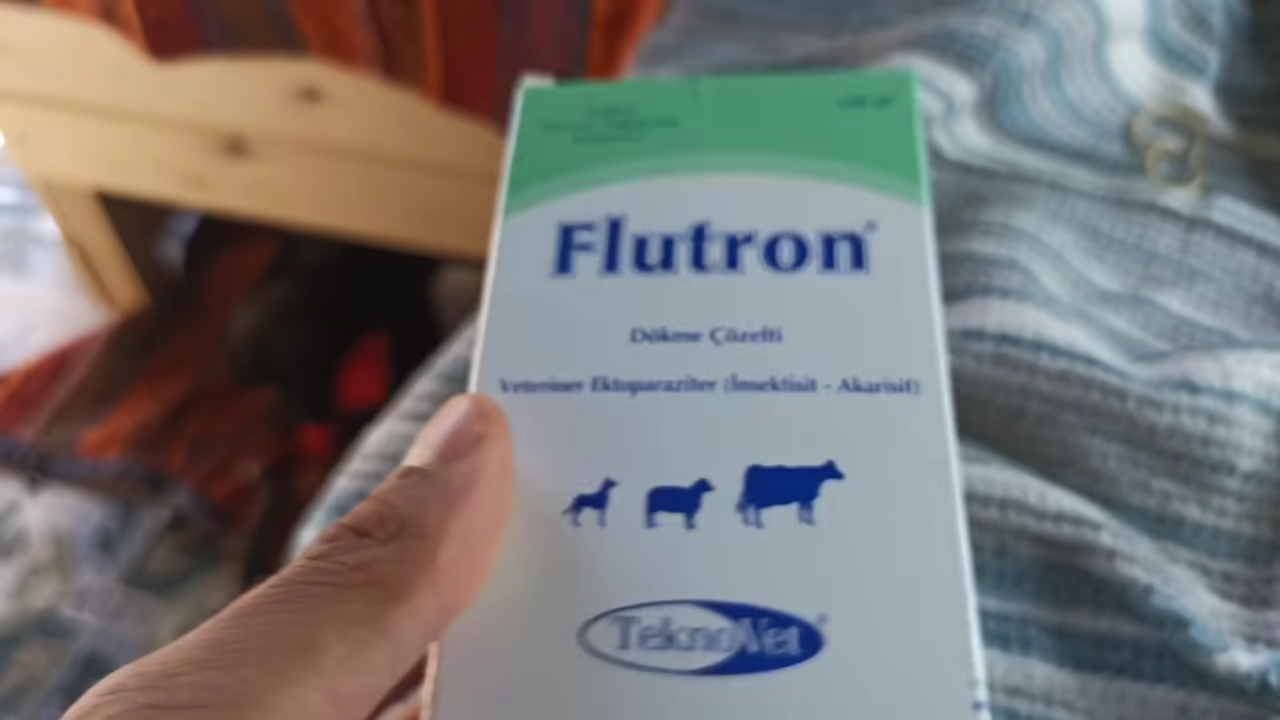 Flutron®
Dökme Çözelti
Veteriner Ektoparaziter (İnsektisit - Akarisit)
TeknoVet®